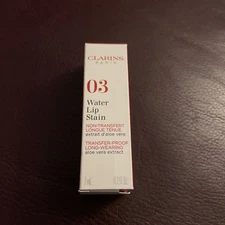 CLARINS
PARIS
03
Water
Lip
Stain
NON-TRANSFERT
LONGUE TENUE
extrait d'aloe vera
TRANSFER-PROOF
LONG-WEARING
aloe vera extract